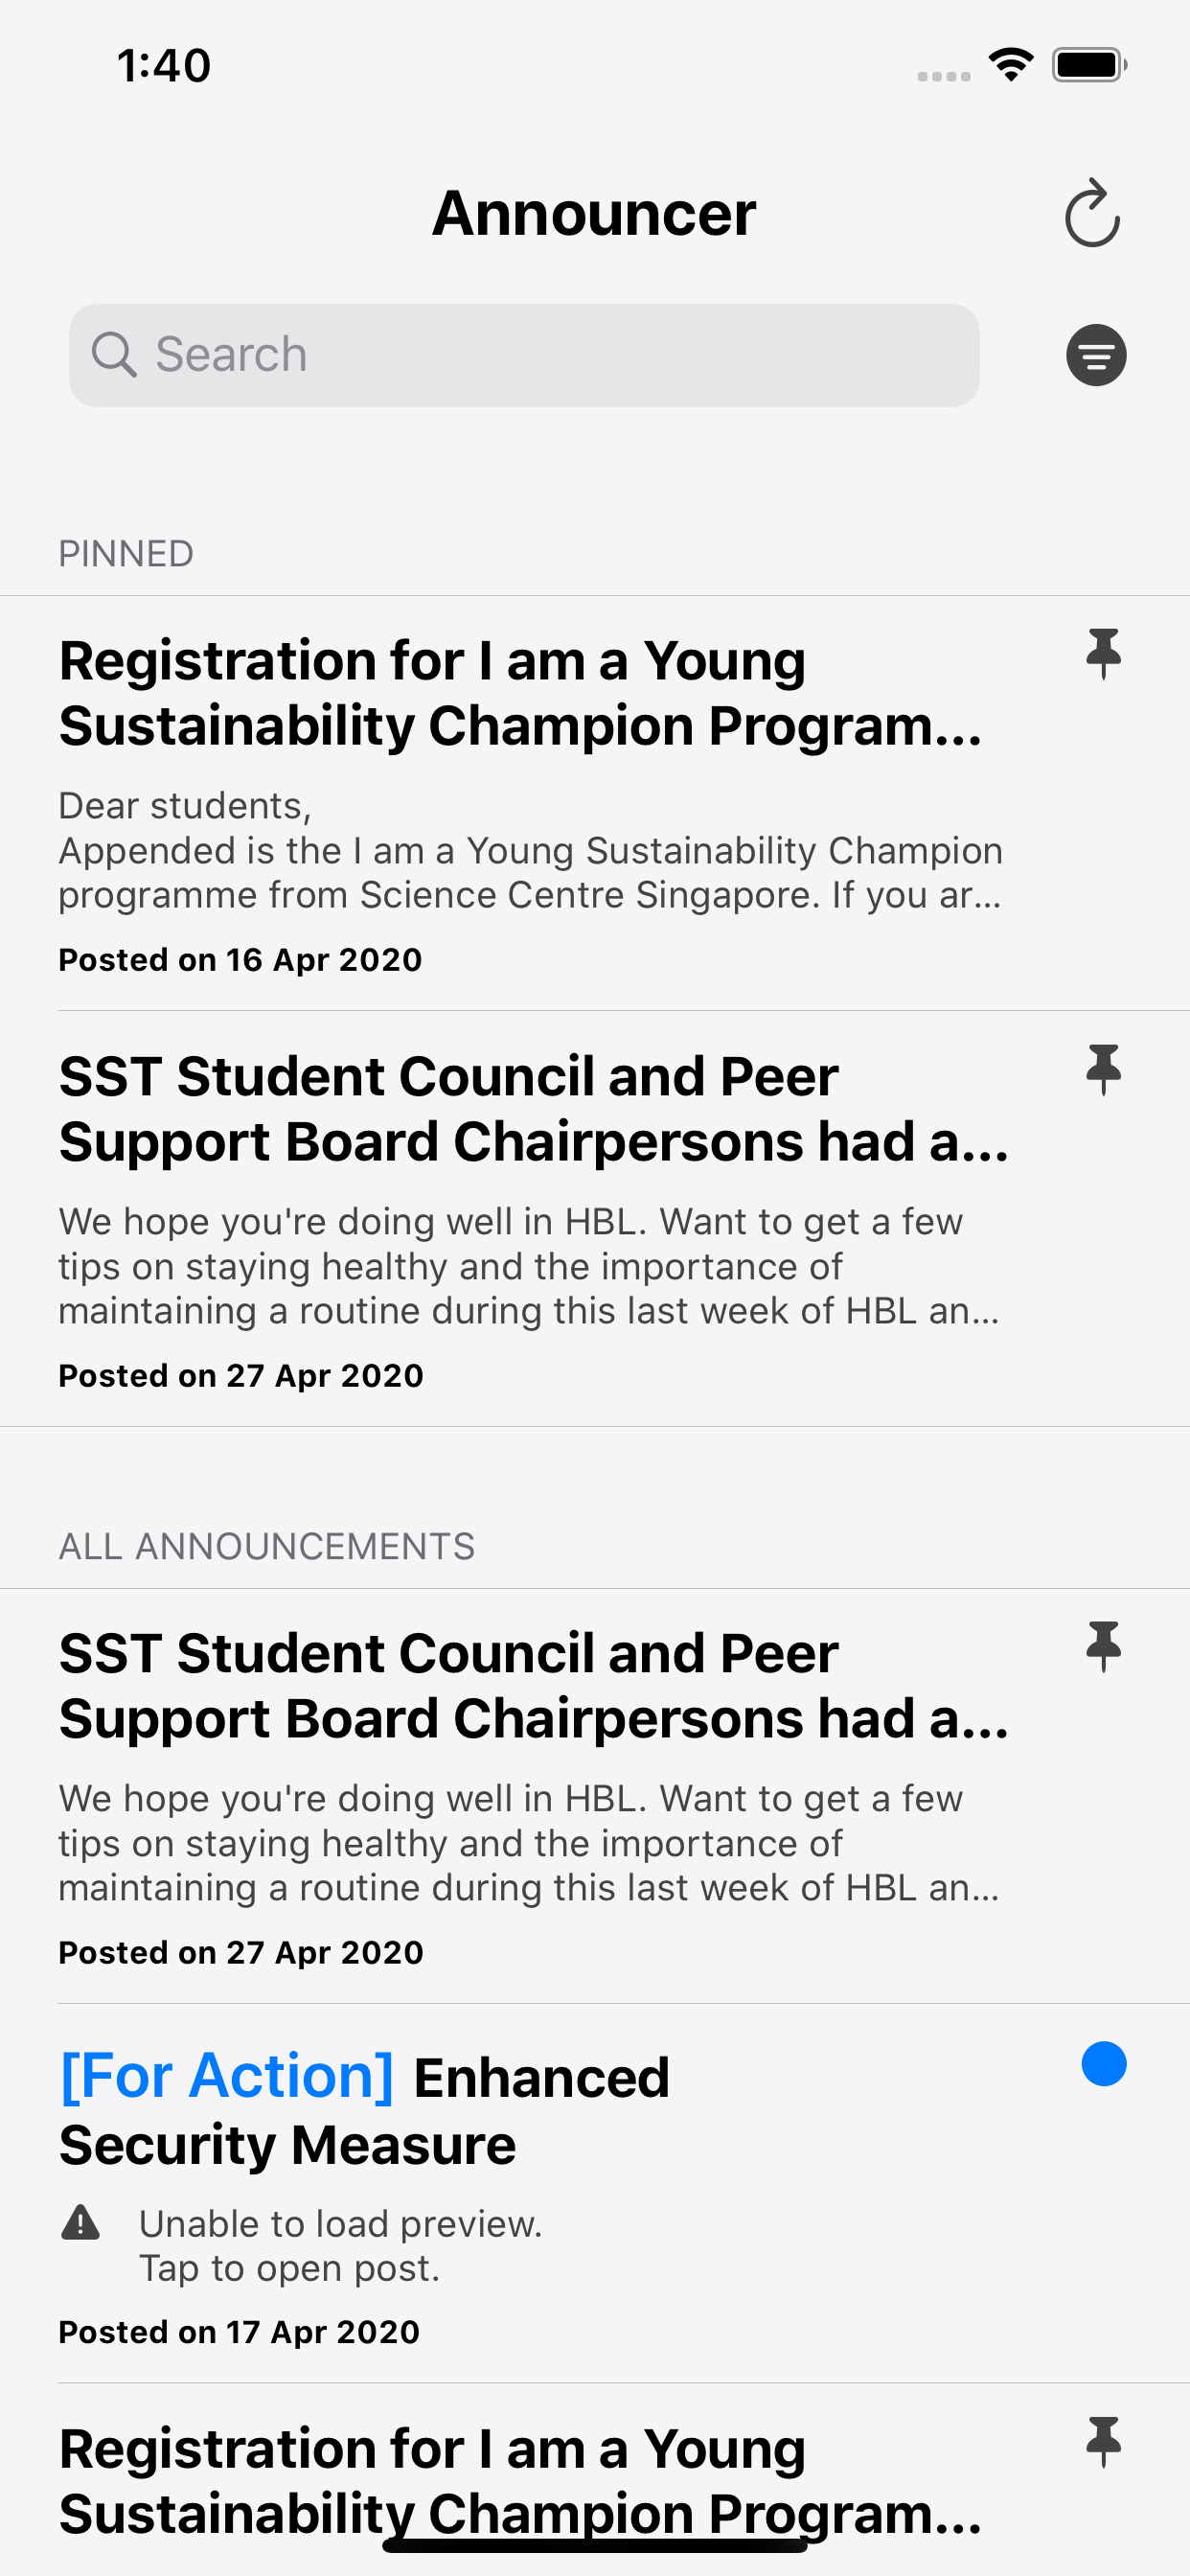 1:40
Announcer
Search
PINNED
Registration for I am a Young
Sustainability Champion Program...
Dear students,
Appended is the I am a Young Sustainability Champion
programme from Science Centre Singapore. If you ar...
Posted on 16 Apr 2020
SST Student Council and Peer
Support Board Chairpersons had a...
We hope you're doing well in HBL. Want to get a few
tips on staying healthy and the importance of
maintaining a routine during this last week of HBL an...
Posted on 27 Apr 2020
ALL ANNOUNCEMENTS
SST Student Council and Peer
Support Board Chairpersons had a...
We hope you're doing well in HBL. Want to get a few
tips on staying healthy and the importance of
maintaining a routine during this last week of HBL an...
Posted on 27 Apr 2020
[For Action] Enhanced
Security Measure
Unable to load preview.
Tap to open post.
Posted on 17 Apr 2020
Registration for I am a Young
Sustainability Champion Program...